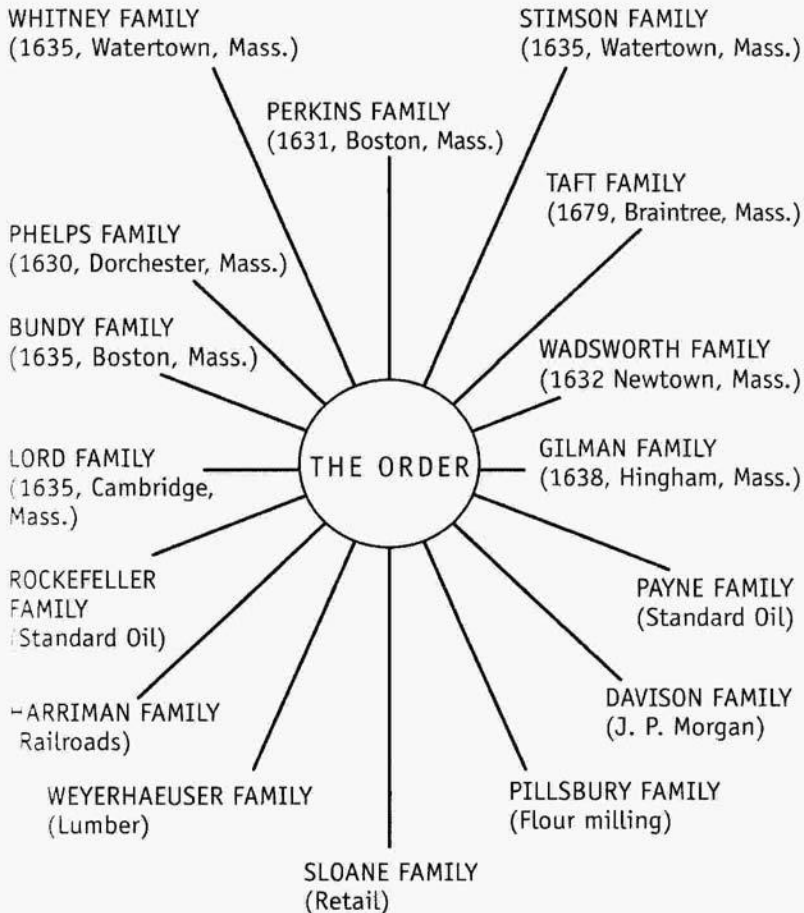 WHITNEY FAMILY
(1635, Watertown, Mass.)
STIMSON FAMILY
(1635, Watertown, Mass.)
PERKINS FAMILY
(1631, Boston, Mass.)
TAFT FAMILY
(1679, Braintree, Mass.)
PHELPS FAMILY
(1630, Dorchester, Mass.)
BUNDY FAMILY
(1635, Boston, Mass.)
WADSWORTH FAMILY
(1632 Newtown, Mass.)
LORD FAMILY
(1635, Cambridge,
Mass.)
THE ORDER
GILMAN FAMILY
(1638, Hingham, Mass.)
ROCKEFELLER
FAMILY
(Standard Oil)
PAYNE FAMILY
(Standard Oil)
HARRIMAN FAMILY
Railroads)
DAVISON FAMILY
(J. P. Morgan)
WEYERHAEUSER FAMILY
(Lumber)
PILLSBURY FAMILY
(Flour milling)
SLOANE FAMILY
(Retail)